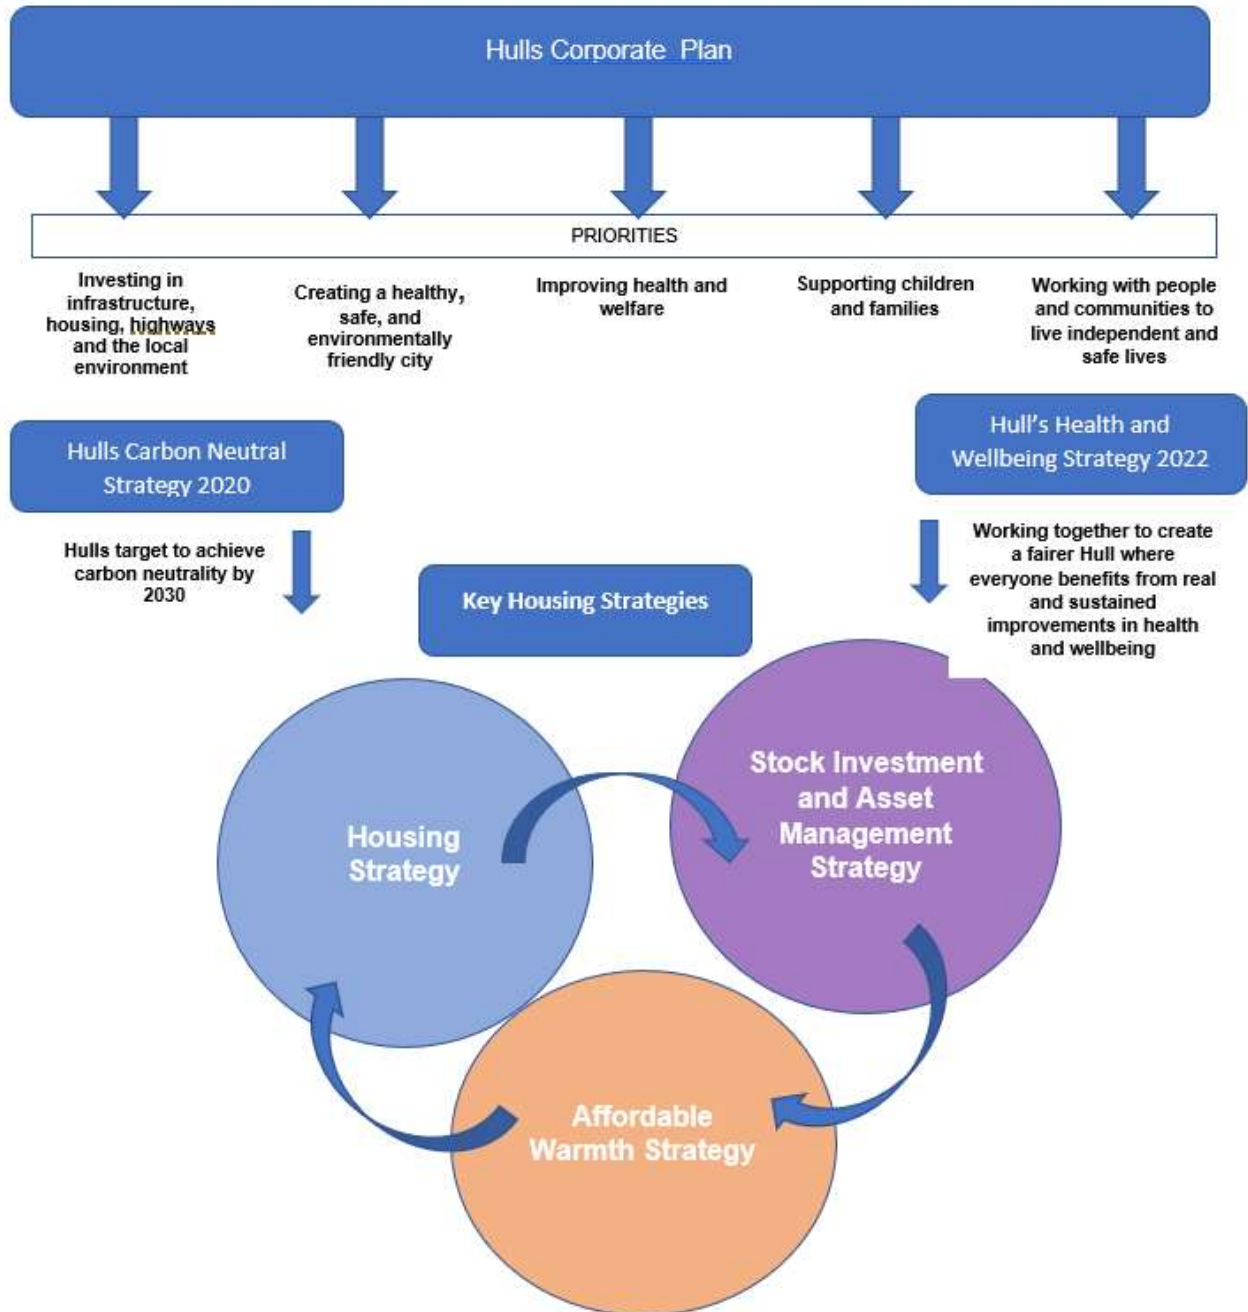 Hulls Corporate Plan
PRIORITIES
Investing in
infrastructure,
housing, highways
and the local
environment
Creating a healthy,
safe, and
environmentally
friendly city
Improving health and
welfare
Supporting children
and families
Working with people
and communities to
live independent and
safe lives
Hulls Carbon Neutral
Strategy 2020
Hull's Health and
Wellbeing Strategy 2022
Hulls target to achieve
carbon neutrality by
2030
Working together to create
a fairer Hull where
everyone benefits from real
and sustained
improvements in health
and wellbeing
Key Housing Strategies
Housing
Strategy
Stock Investment
and Asset
Management
Strategy
Affordable
Warmth Strategy